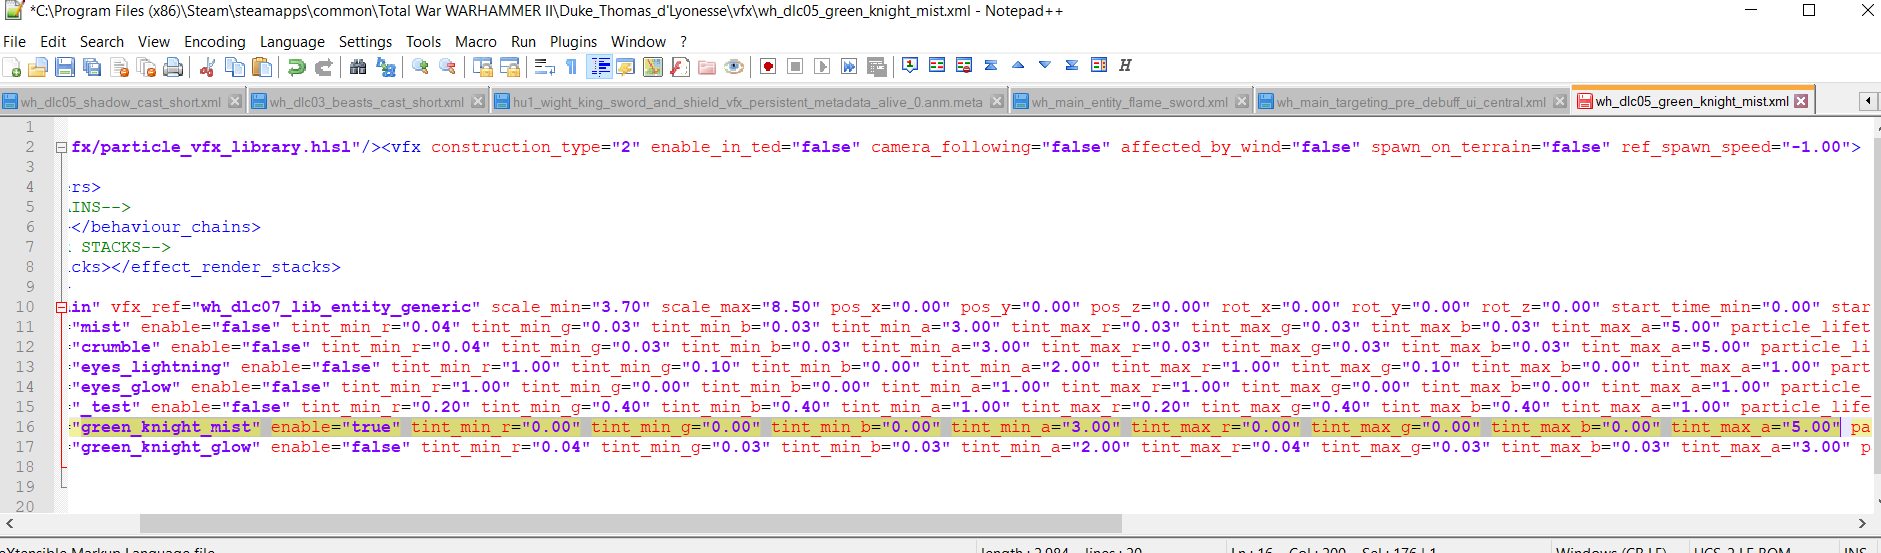 *C:\Program Files (x86)\Steam\steamapps\common\Total War WARHAMMER II\Duke_Thomas_d'Lyonesse\vfx\wh_dlc05_green_knight_mist.xml - Notepad++
File Edit Search View Encoding Language Settings Tools Macro Run Plugins Window ?
wh_dlc05_shadow_cast_short.xml wh_dlc03_beasts_cast_short.xml hu1_wight_king_sword_and_shield_vfx_persistent_metadata_alive_0.anm.meta wh_main_entity_flame_sword.xml wh_main_targeting_pre_debuff_ui_central.xml wh_dlc05_green_knight_mist.xml
1
2 fx/particle_vfx_library.hlsl"/><vfx construction_type="2" enable_in_ted="false" camera_following="false" affected_by_wind="false" spawn_on_terrain="false" ref_spawn_speed="-1.00">
3
4 ers>
5 AINS-->
6 ></behaviour_chains>
7 STACKS-->
8 cks></effect_render_stacks>
9
10 in" vfx_ref="wh_dlc07_lib_entity_generic" scale_min="3.70" scale_max="8.50" pos_x="0.00" pos_y="0.00" pos_z="0.00" rot_x="0.00" rot_y="0.00" rot_z="0.00" start_time_min="0.00" star
11 ="mist" enable="false" tint_min_r="0.04" tint_min_g="0.03" tint_min_b="0.03" tint_min_a="3.00" tint_max_r="0.03" tint_max_g="0.03" tint_max_b="0.03" tint_max_a="5.00" particle_lifet
12 ="crumble" enable="false" tint_min_r="0.04" tint_min_g="0.03" tint_min_b="0.03" tint_min_a="3.00" tint_max_r="0.03" tint_max_g="0.03" tint_max_b="0.03" tint_max_a="5.00" particle_li
13 ="eyes_lightning" enable="false" tint_min_r="1.00" tint_min_g="0.10" tint_min_b="0.00" tint_min_a="2.00" tint_max_r="1.00" tint_max_g="0.10" tint_max_b="0.00" tint_max_a="1.00" part
14 ="eyes_glow" enable="false" tint_min_r="1.00" tint_min_g="0.00" tint_min_b="0.00" tint_min_a="1.00" tint_max_r="1.00" tint_max_g="0.00" tint_max_b="0.00" tint_max_a="1.00" particle_
15 ="_test" enable="false" tint_min_r="0.20" tint_min_g="0.40" tint_min_b="0.40" tint_min_a="1.00" tint_max_r="0.20" tint_max_g="0.40" tint_max_b="0.40" tint_max_a="1.00" particle_life
16 ="green_knight_mist" enable="true" tint_min_r="0.00" tint_min_g="0.00" tint_min_b="0.00" tint_min_a="3.00" tint_max_r="0.00" tint_max_g="0.00" tint_max_b="0.00" tint_max_a="5.00" pa
17 ="green_knight_glow" enable="false" tint_min_r="0.04" tint_min_g="0.03" tint_min_b="0.03" tint_min_a="2.00" tint_max_r="0.04" tint_max_g="0.03" tint_max_b="0.03" tint_max_a="3.00" p
18
19
20
eXtensible Markup Language file length : 2,984 lines : 20 Ln : 16 Col : 200 Sel : 176 | 1 Windows (CR LF) UCS-2 LE BOM INS